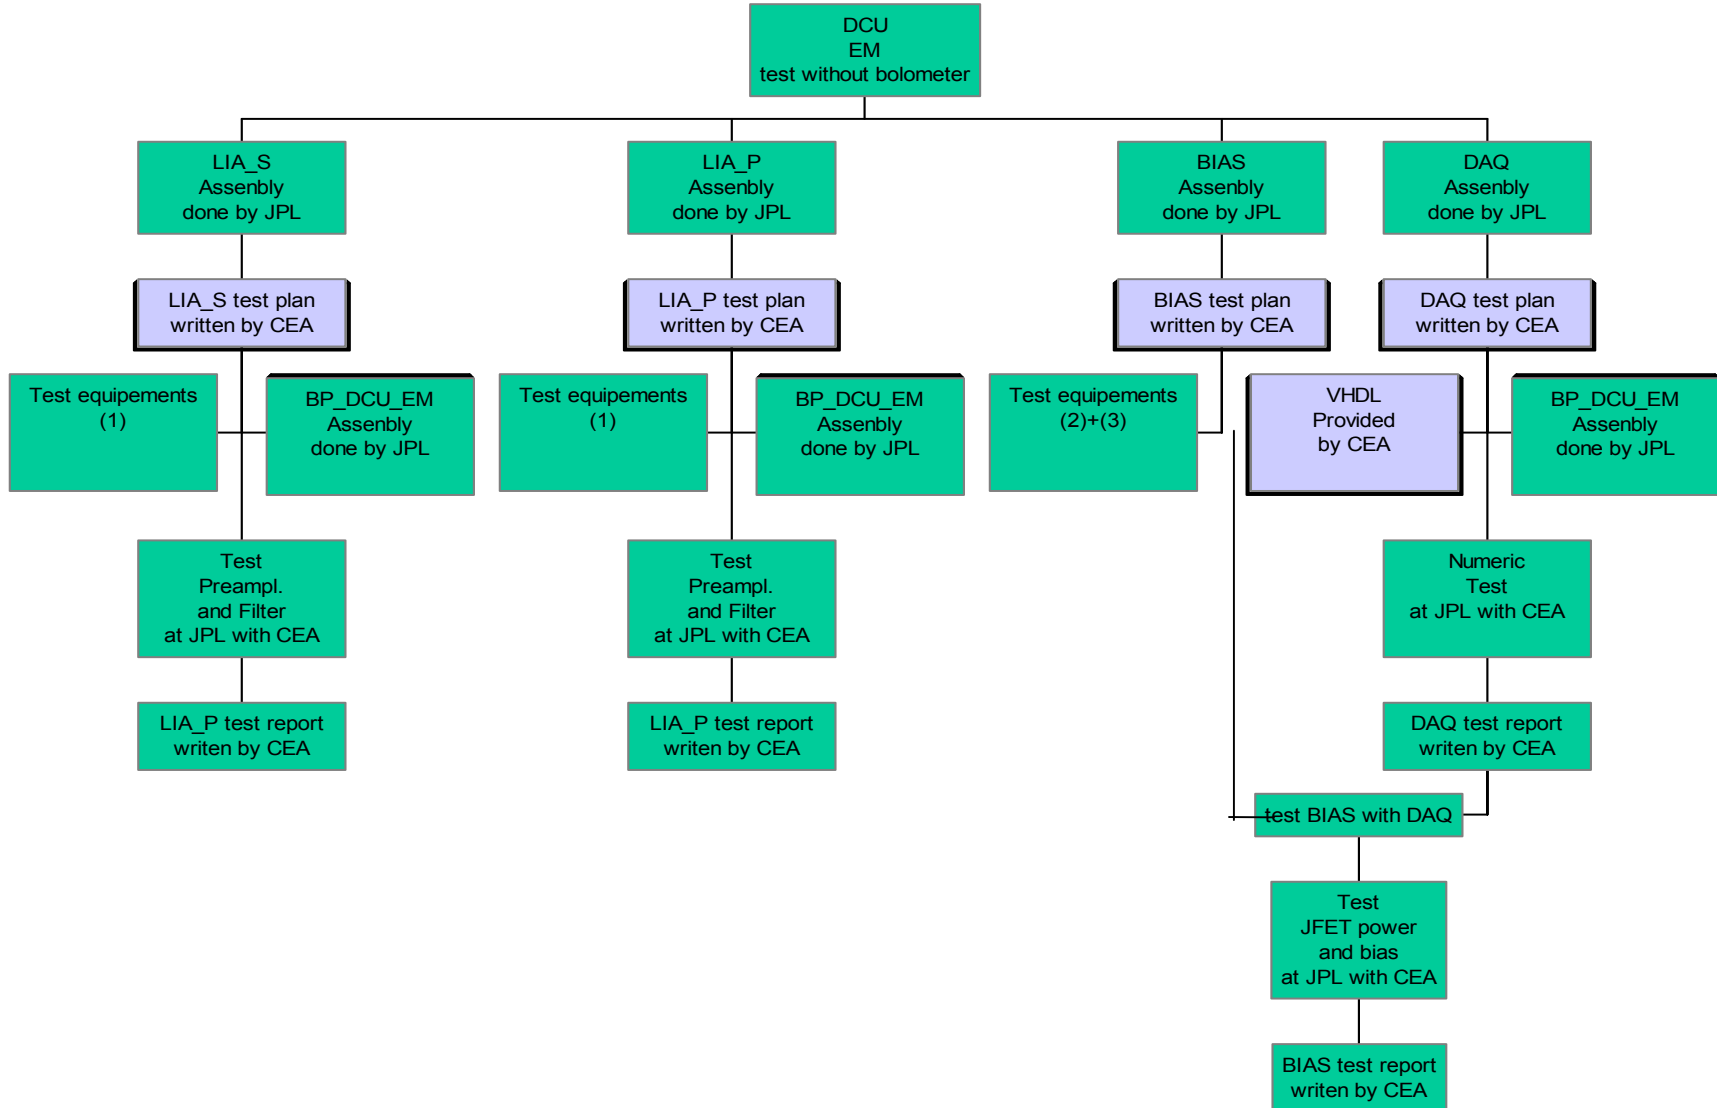 DCU
EM
test without bolometer
LIA_S
Assenbly
done by JPL
LIA_P
Assenbly
done by JPL
BIAS
Assenbly
done by JPL
DAQ
Assenbly
done by JPL
LIA_S test plan
written by CEA
LIA_P test plan
written by CEA
BIAS test plan
written by CEA
DAQ test plan
written by CEA
Test equipements
(1)
BP_DCU_EM
Assembly
done by JPL
Test equipements
(1)
BP_DCU_EM
Assembly
done by JPL
Test equipements
(2)+(3)
VHDL
Provided
by CEA
BP_DCU_EM
Assembly
done by JPL
Test
Preampl.
and Filter
at JPL with CEA
Test
Preampl.
and Filter
at JPL with CEA
Numeric
Test
at JPL with CEA
LIA_P test report
writen by CEA
LIA_P test report
writen by CEA
DAQ test report
writen by CEA
test BIAS with DAQ
Test
JFET power
and bias
at JPL with CEA
BIAS test report
writen by CEA